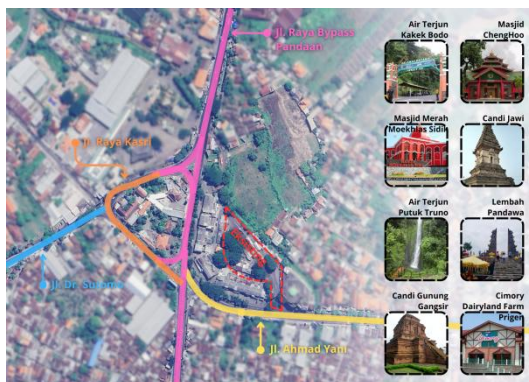 Jl. Raya Bypass
Pandaan
Jl. Raya Kasri
Jl. Dr. Sutomo
Jl. Ahmad Yani
Air Terjun
Kakek Bodo
Masjid
ChengHoo
Masjid Merah
Moekhlas Sidik
Candi Jawi
Air Terjun
Putuk Truno
Lembah
Pandawa
Candi Gunung
Gangsir
Cimory
Dairyland Farm
Prigen